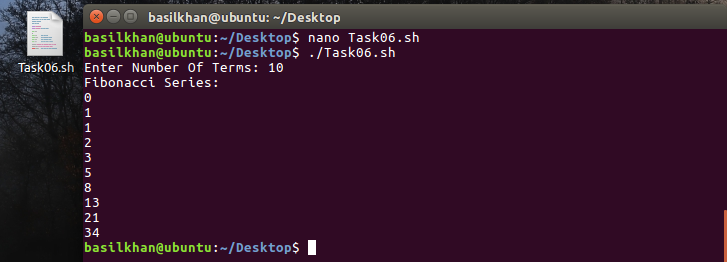 basilkhan@ubuntu: ~/Desktop
Task06.sh
basilkhan@ubuntu:~/Desktop$ nano Task06.sh
basilkhan@ubuntu:~/Desktop$ ./Task06.sh
Enter Number Of Terms: 10
Fibonacci Series:
0
1
1
2
3
5
8
13
21
34
basilkhan@ubuntu:~/Desktop$